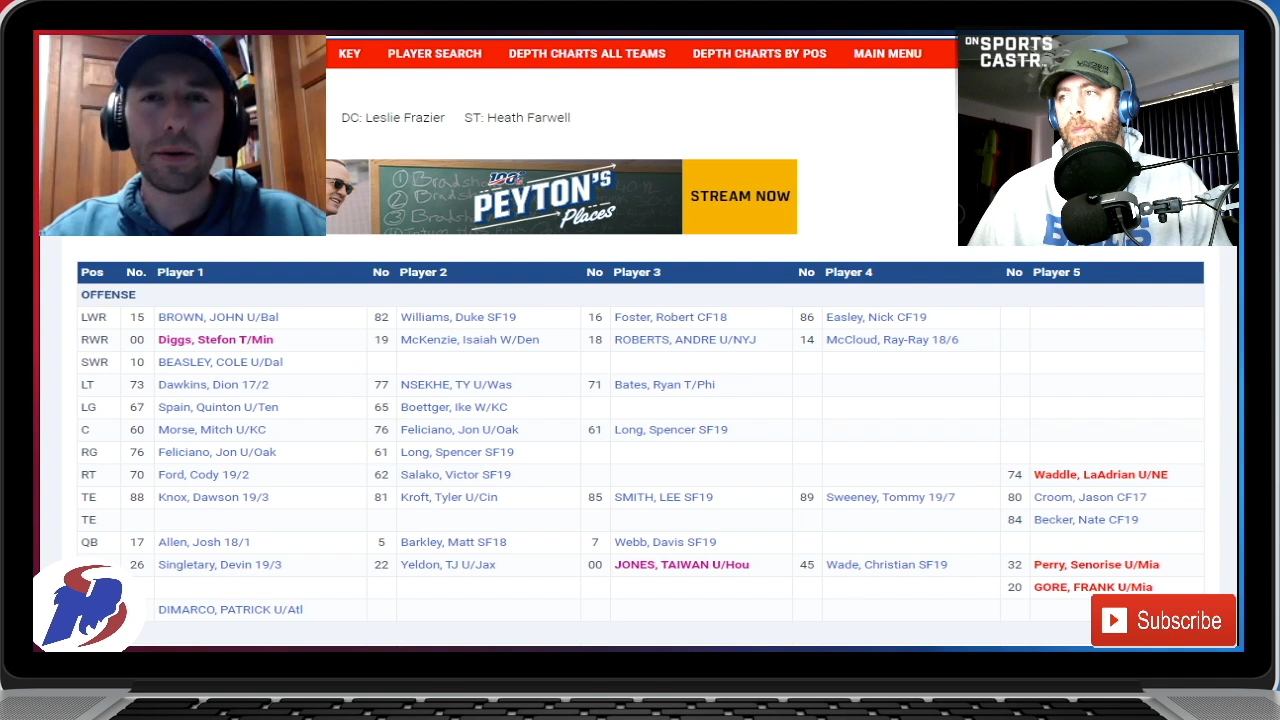 KEY PLAYER SEARCH DEPTH CHARTS ALL TEAMS DEPTH CHARTS BY POS MAIN MENU
ON SPORTS
CASTR
DC: Leslie Frazier ST: Heath Farwell
① Bradsh
② Bradsh
③ Bradsh
100
PEYTON'S
Places
STREAM NOW
Pos No. Player 1 No Player 2 No Player 3 No Player 4 No Player 5
OFFENSE
LWR 15 BROWN, JOHN U/Bal 82 Williams, Duke SF19 16 Foster, Robert CF18 86 Easley, Nick CF19
RWR 00 Diggs, Stefon T/Min 19 McKenzie, Isaiah W/Den 18 ROBERTS, ANDRE U/NYJ 14 McCloud, Ray-Ray 18/6
SWR 10 BEASLEY, COLE U/Dal
LT 73 Dawkins, Dion 17/2 77 NSEKHE, TY U/Was 71 Bates, Ryan T/Phi
LG 67 Spain, Quinton U/Ten 65 Boettger, Ike W/KC
C 60 Morse, Mitch U/KC 76 Feliciano, Jon U/Oak 61 Long, Spencer SF19
RG 76 Feliciano, Jon U/Oak 61 Long, Spencer SF19
RT 70 Ford, Cody 19/2 62 Salako, Victor SF19 74 Waddle, LaAdrian U/NE
TE 88 Knox, Dawson 19/3 81 Kroft, Tyler U/Cin 85 SMITH, LEE SF19 89 Sweeney, Tommy 19/7 80 Croom, Jason CF17
TE 84 Becker, Nate CF19
QB 17 Allen, Josh 18/1 5 Barkley, Matt SF18 7 Webb, Davis SF19
26 Singletary, Devin 19/3 22 Yeldon, TJ U/Jax 00 JONES, TAIWAN U/Hou 45 Wade, Christian SF19 32 Perry, Senorise U/Mia
20 GORE, FRANK U/Mia
DIMARCO, PATRICK U/Atl
Subscribe